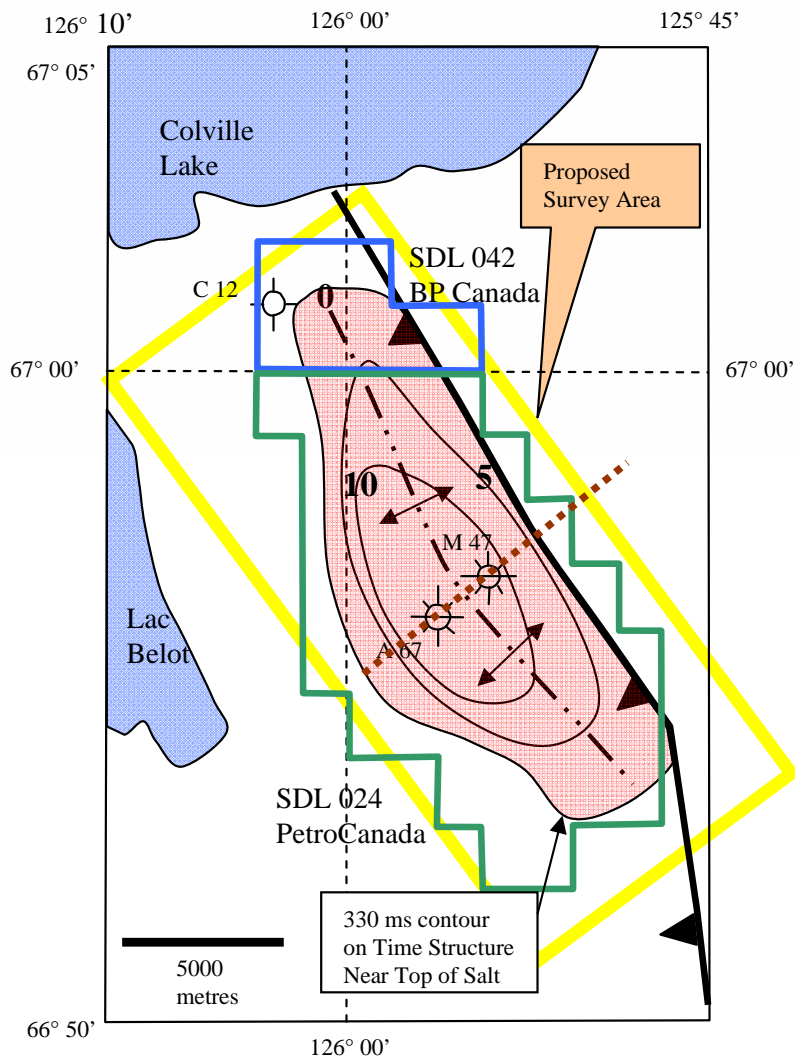 126° 10’
126° 00’
125° 45’
67° 05’
Colville
Lake
Proposed
Survey Area
SDL 042
BP Canada
C 12
0
67° 00’
67° 00’
10
5
M 47
Lac
Belot
A 67
SDL 024
PetroCanada
330 ms contour
on Time Structure
Near Top of Salt
5000
metres
66° 50’
126° 00’